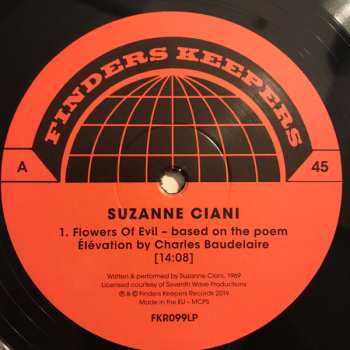 FINDERS KEEPERS
A
45
SUZANNE CIANI
1. Flowers Of Evil – based on the poem
Élévation by Charles Baudelaire
[14:08]
Written & performed by Suzanne Ciani, 1969
Licensed courtesy of Seventh Wave Productions
℗ & © Finders Keepers Records 2019
Made in the EU – MCPS
FKR099LP